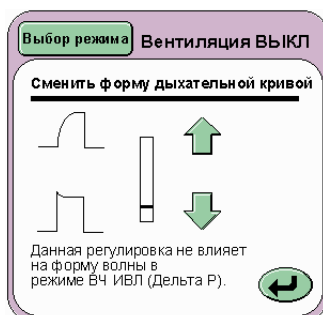 Выбор режима
Вентиляция ВЫКЛ
Сменить форму дыхательной кривой
Данная регулировка не влияет
на форму волны в
режиме ВЧ ИВЛ (Дельта P).